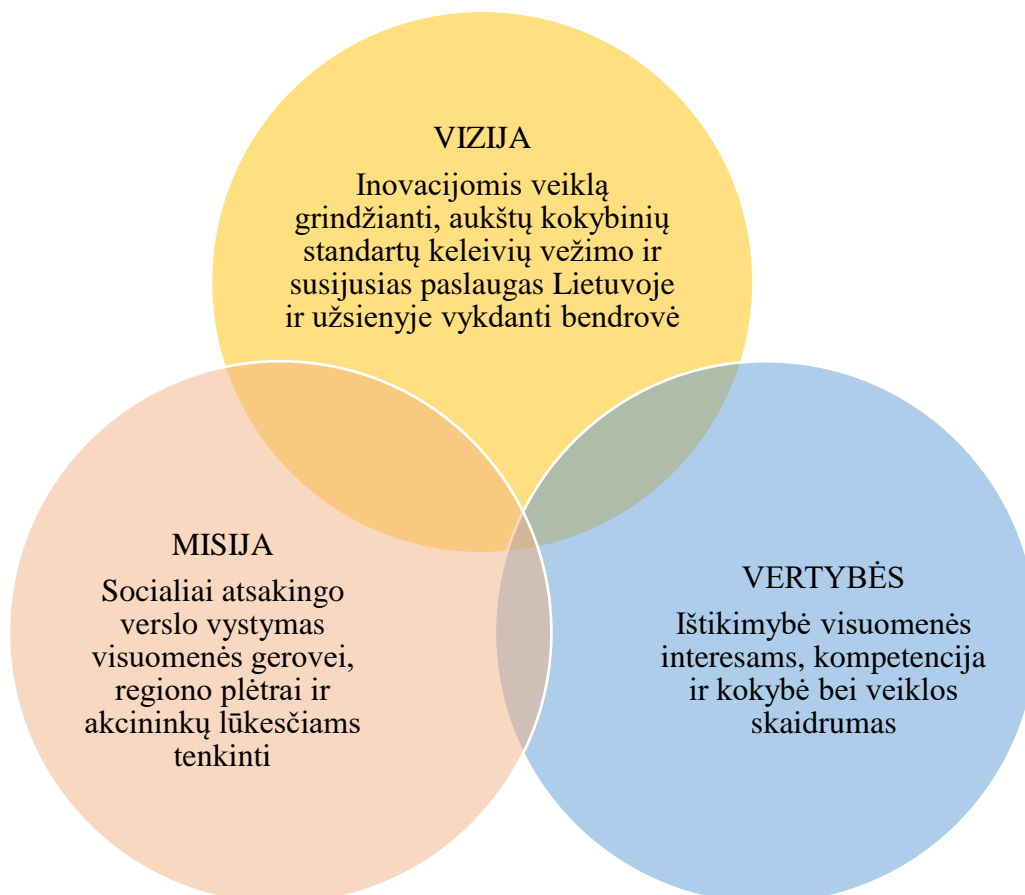 VIZIJA
Inovacijomis veiklą
grindžianti, aukštų kokybinių
standartų keleivių vežimo ir
susijusias paslaugas Lietuvoje
ir užsienyje vykdanti bendrovė
MISIJA
Socialiai atsakingo
verslo vystymas
visuomenės gerovei,
regiono plėtrai ir
akcininkų lūkesčiams
tenkinti
VERTYBĖS
Ištikimybė visuomenės
interesams, kompetencija
ir kokybė bei veiklos
skaidrumas